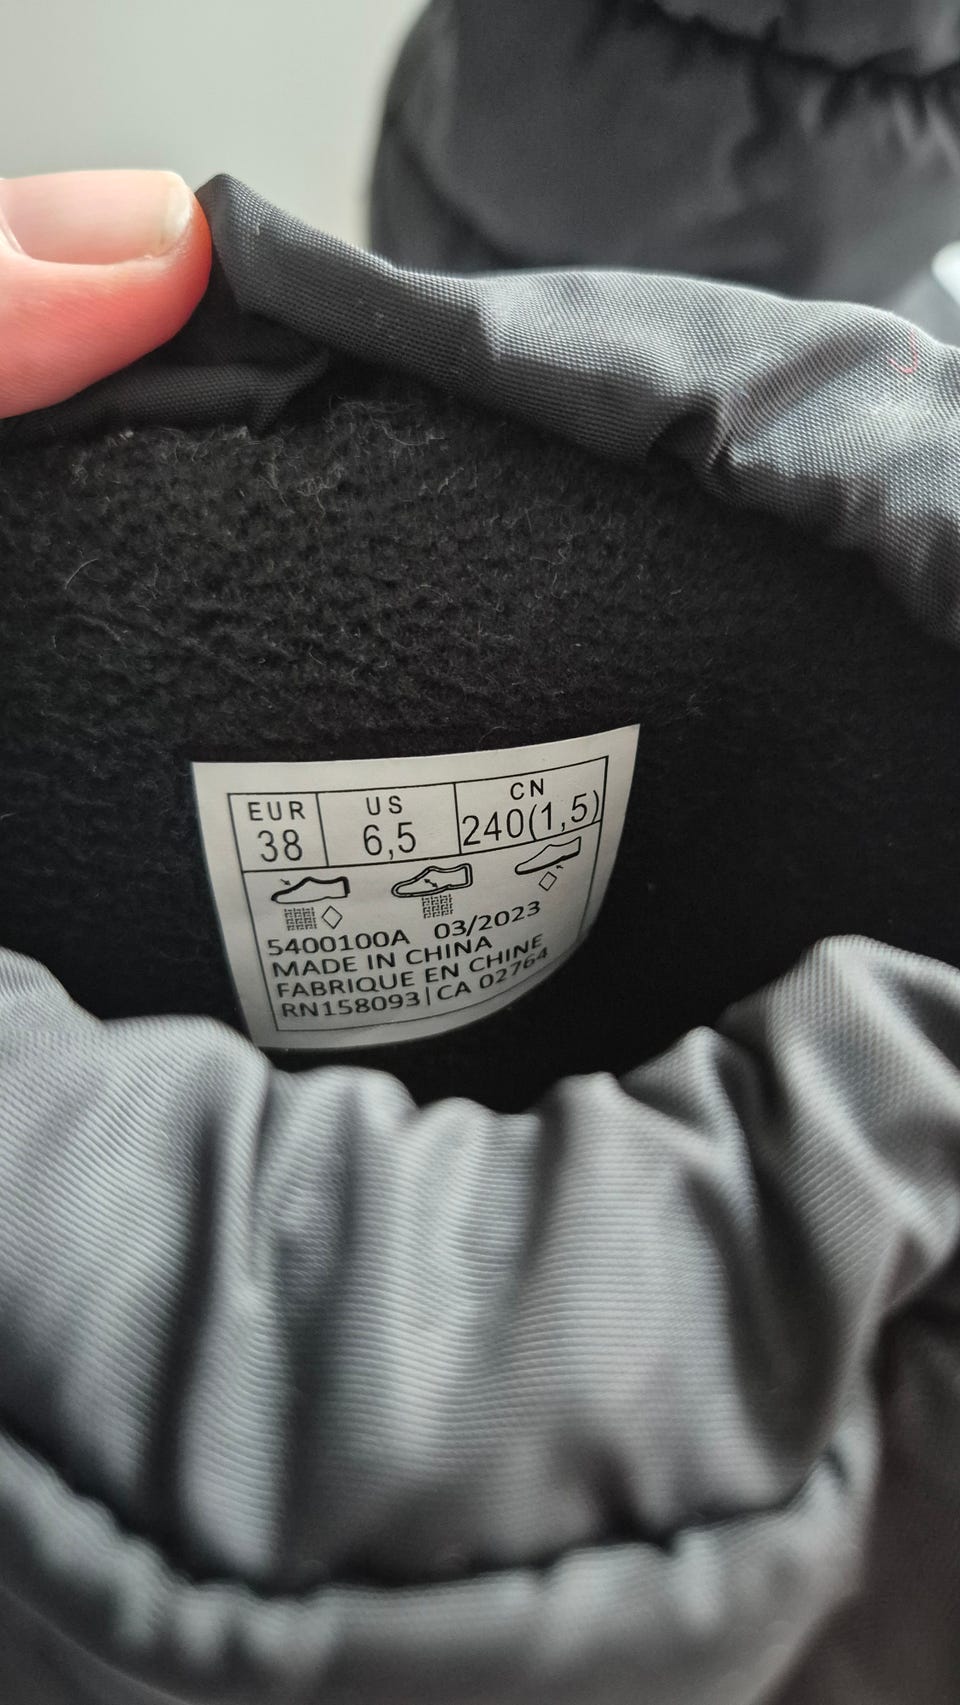 EUR US CN
38 6,5 240(1,5)
5400100A 03/2023
MADE IN CHINA
FABRIQUE EN CHINE
RN158093|CA 02764